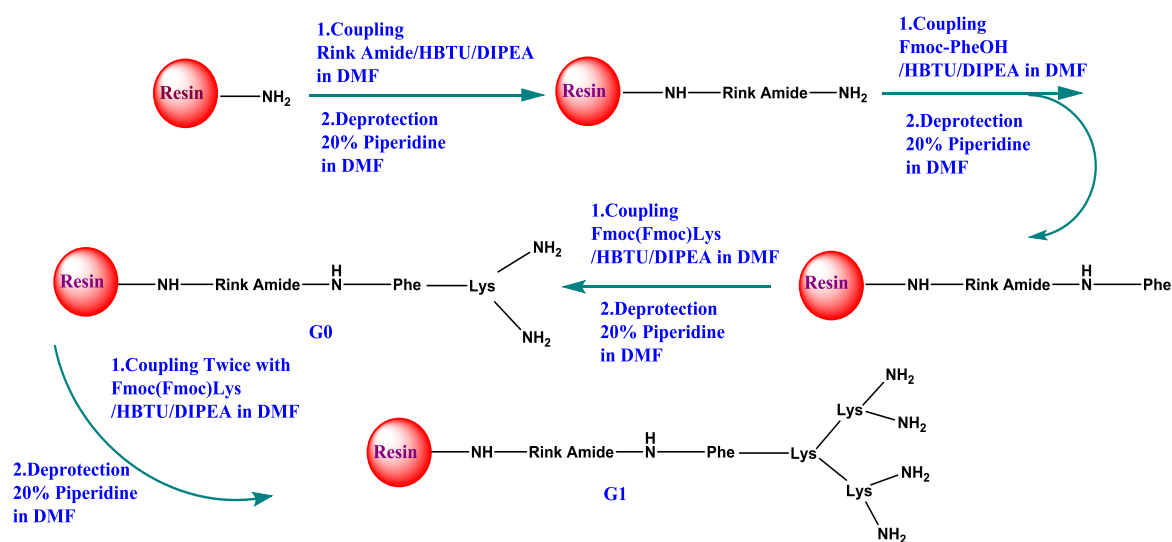 1.Coupling
Rink Amide/HBTU/DIPEA
in DMF
2.Deprotection
20% Piperidine
in DMF
Resin
NH2
Resin
NH
Rink Amide
NH2
1.Coupling
Fmoc-PheOH
/HBTU/DIPEA in DMF
2.Deprotection
20% Piperidine
in DMF
Resin
NH
Rink Amide
H
N
Phe
1.Coupling
Fmoc(Fmoc)Lys
/HBTU/DIPEA in DMF
2.Deprotection
20% Piperidine
in DMF
Resin
NH
Rink Amide
H
N
Phe
Lys
NH2
NH2
G0
1.Coupling Twice with
Fmoc(Fmoc)Lys
/HBTU/DIPEA in DMF
2.Deprotection
20% Piperidine
in DMF
Resin
NH
Rink Amide
H
N
Phe
Lys
Lys
NH2
NH2
Lys
NH2
NH2
G1